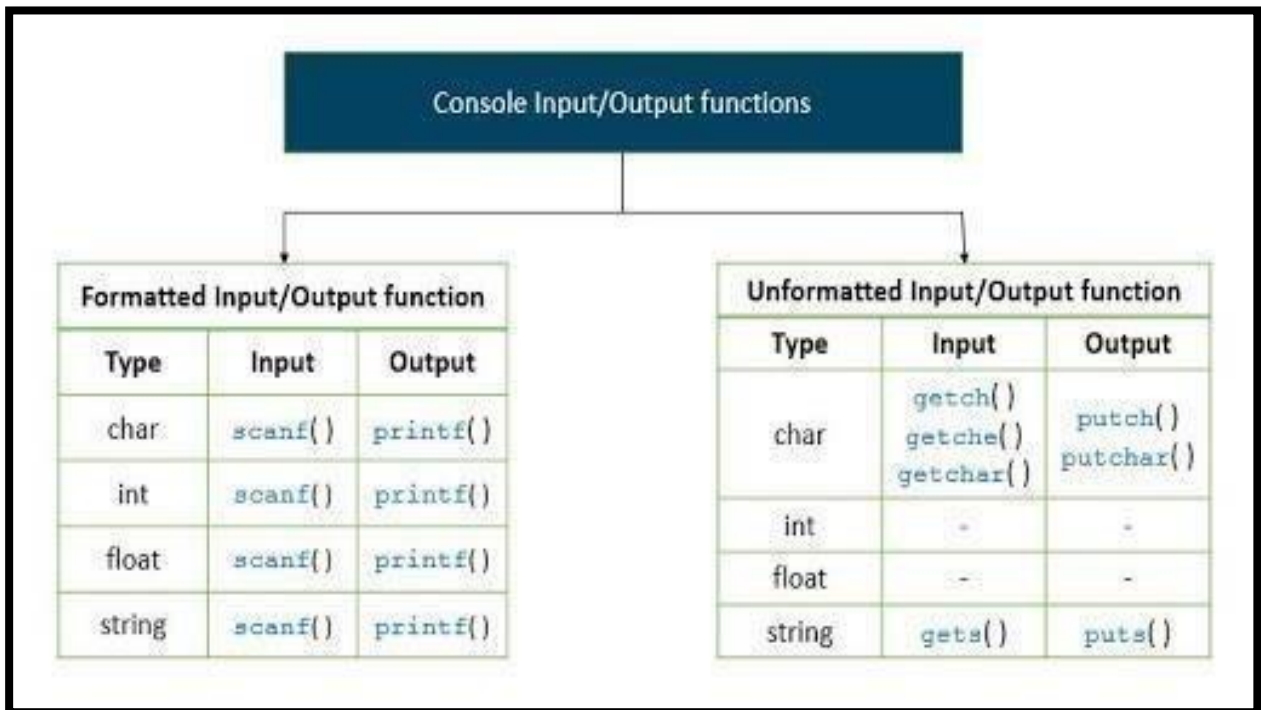 Console Input/Output functions
Formatted Input/Output function
Type Input Output
char scanf() printf()
int scanf() printf()
float scanf() printf()
string scanf() printf()
Unformatted Input/Output function
Type Input Output
char
getch()
getche()
getchar()
putch()
putchar()
int - -
float - -
string gets() puts()